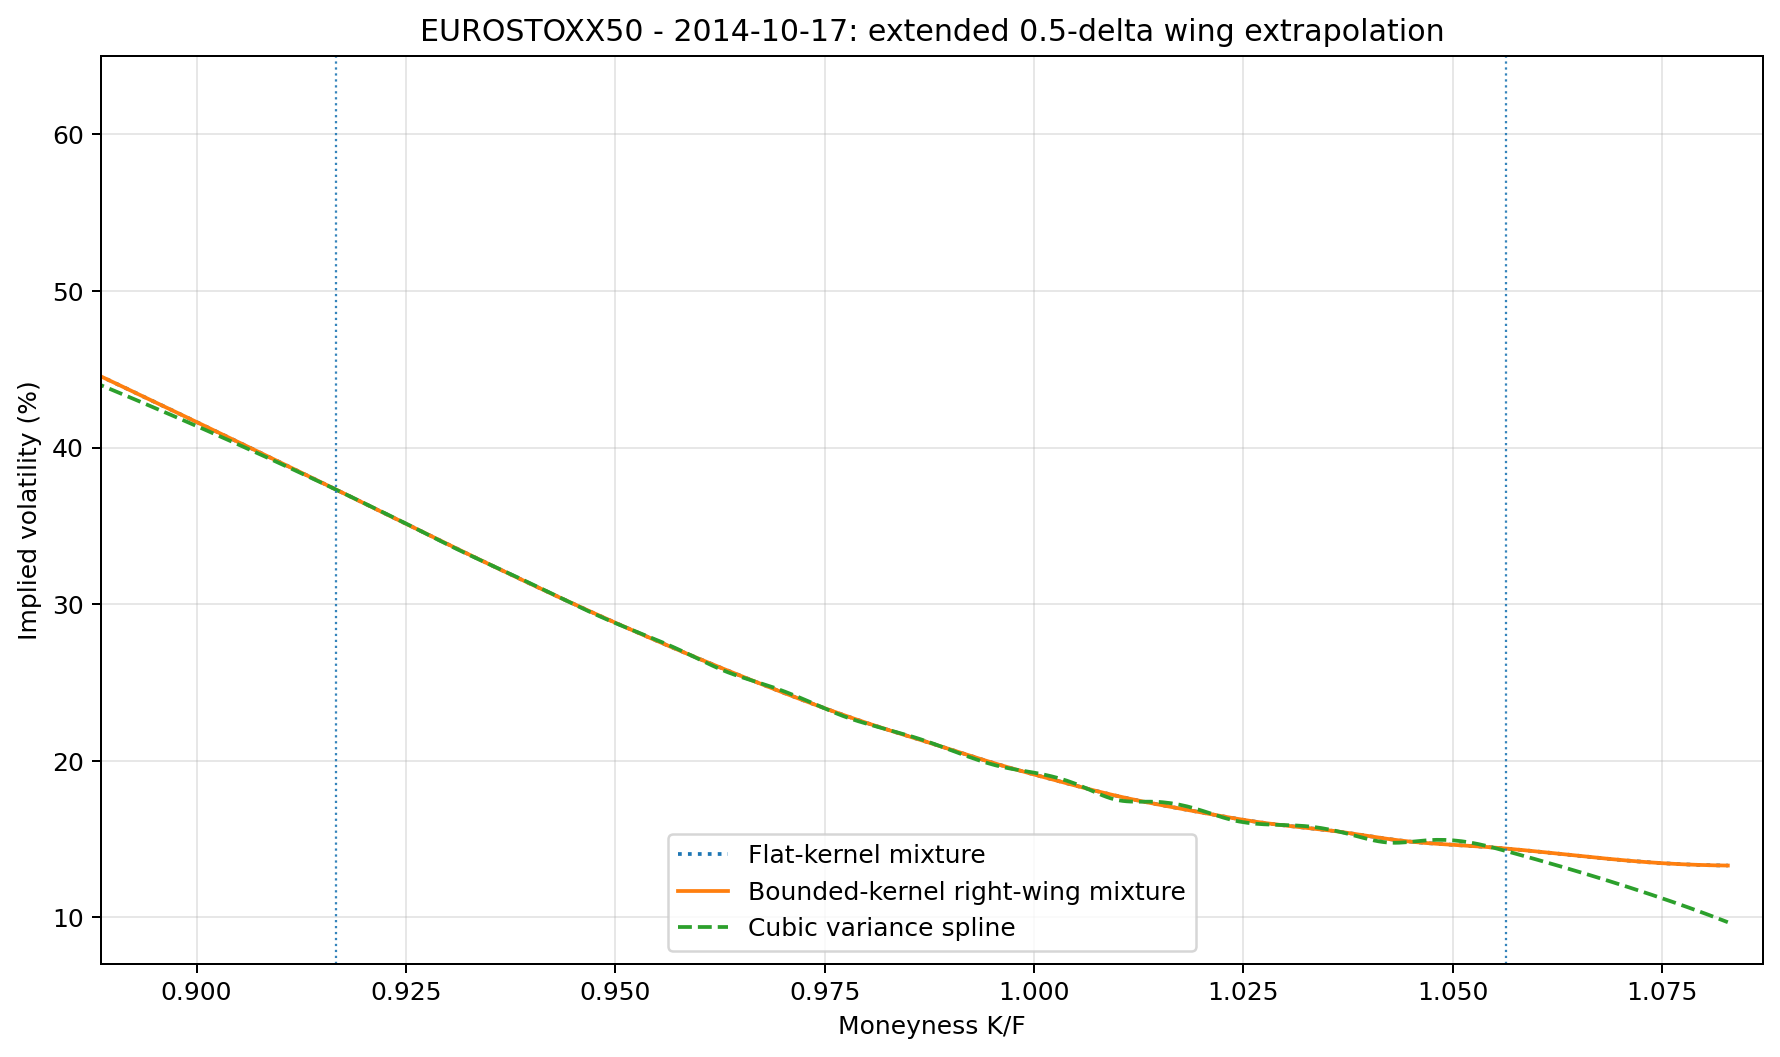 EUROSTOXX50 - 2014-10-17: extended 0.5-delta wing extrapolation
Implied volatility (%)
60
50
40
30
20
10
Flat-kernel mixture
Bounded-kernel right-wing mixture
Cubic variance spline
0.900 0.925 0.950 0.975 1.000 1.025 1.050 1.075
Moneyness K/F